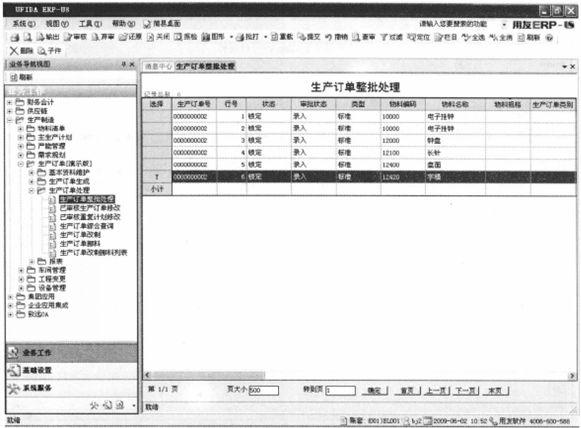 UFIDA ERP-U8
系统(S) 视图(V) 工具(T) 帮助(H) 简易桌面 请输入您要搜索的功能 用友ERP-U8
输出 审核 弃审 还原 关闭 报检 图形 批打 重载 提交 撤销 查审 过滤 定位 栏目 全选 全消 刷新
删除 子件
业务导航视图
刷新
业务工作
财务会计
供应链
生产制造
物料清单
主生产计划
产能管理
需求规划
生产订单(演示版)
基本资料维护
生产订单生成
生产订单处理
生产订单整批处理
已审核生产订单修改
已审核重复计划修改
生产订单综合查询
生产订单改制
生产订单挪料
生产订单改制挪料列表
报表
车间管理
工程变更
设备管理
集团应用
企业应用集成
致远OA
业务工作
基础设置
系统服务
消息中心 生产订单整批处理
生产订单整批处理
选择 生产订单号 行号 状态 审批状态 类型 物料编码 物料名称 物料规格 生产订单类别
0000000002 1 锁定 录入 标准 10000 电子挂钟
0000000002 2 锁定 录入 标准 10000 电子挂钟
0000000002 3 锁定 录入 标准 12000 钟盘
0000000002 4 锁定 录入 标准 12100 长针
0000000002 5 锁定 录入 标准 12400 盘面
Y 0000000002 6 锁定 录入 标准 12420 字模
小计
第 1/1 页 页大小 500 转到页 1 确定 首页 上一页 下一页 末页
就绪
就绪 账套: (001)BL001 hjz 2009-06-02 10:52 用友软件 4006-600-588